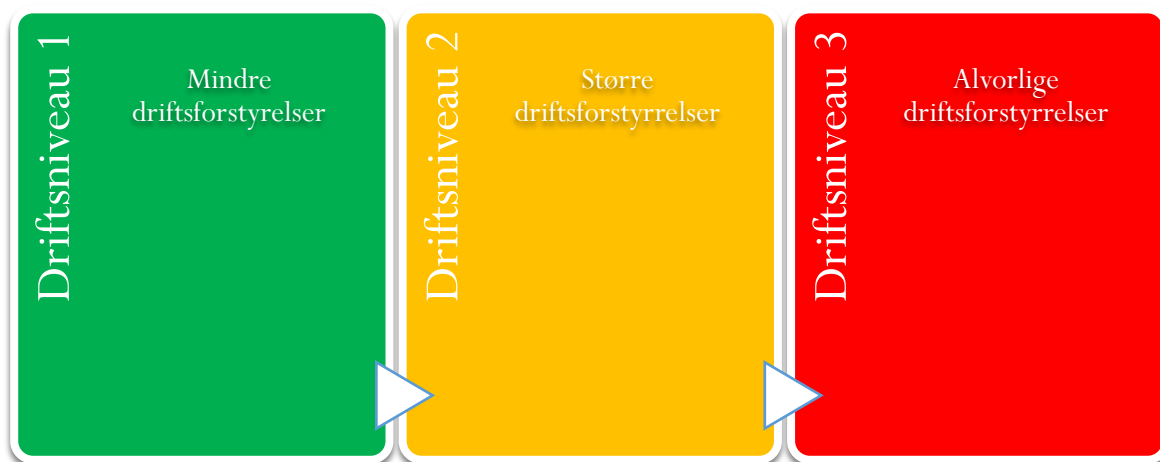 Driftsniveau 1
Mindre
driftsforstyrelser
Driftsniveau 2
Større
driftsforstyrrelser
Driftsniveau 3
Alvorlige
driftsforstyrrelser